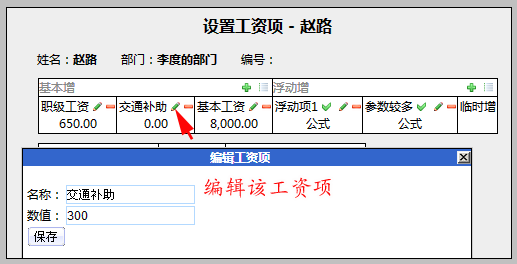 设置工资项 - 赵路
姓名：赵路 部门：李度的部门 编号：
基本增 浮动增
职级工资 交通补助 基本工资 浮动项1 参数较多 临时增
650.00 0.00 8,000.00 公式 公式
编辑工资项
名称：交通补助
编辑该工资项
数值：300
保存